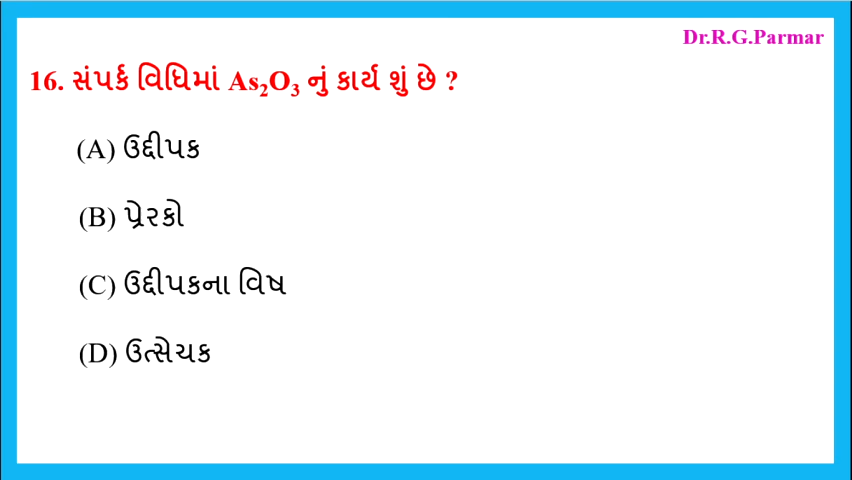 Dr.R.G.Parmar
16. સંપર્ક વિધિમાં As₂O₃ નું કાર્ય શું છે ?
(A) ઉદ્દીપક
(B) પ્રેરકો
(C) ઉદ્દીપકના વિષ
(D) ઉત્સેચક